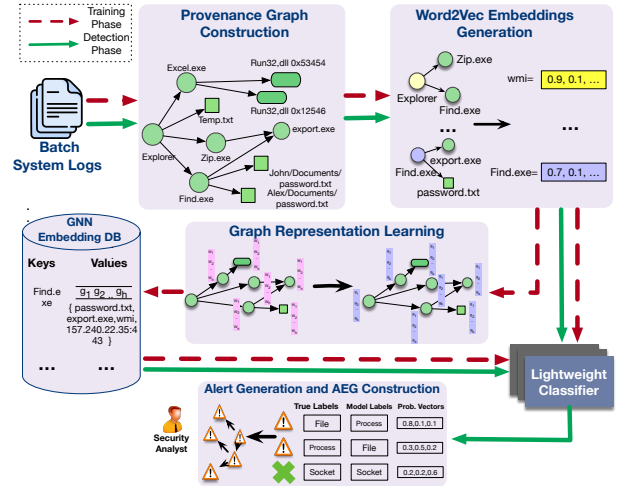 Training
Phase
Detection
Phase
Provenance Graph
Construction
Word2Vec Embeddings
Generation
Batch
System Logs
Excel.exe
Run32,dll 0x53454
Run32,dll 0x12546
Temp.txt
export.exe
Explorer
Zip.exe
Find.exe
John/Documents/
password.txt
Alex/Documents/
password.txt
Zip.exe
Explorer
Find.exe
...
export.exe
Find.exe
password.txt
wmi=
0.9, 0.1, ...
...
Find.exe=
0.7, 0.1, ...
GNN
Embedding DB
Keys Values
Find.e
xe
g1 g2 .. gh
{ password.txt,
export.exe,wmi,
157.240.22.35:4
43 }
... ...
Graph Representation Learning
Lightweight
Classifier
Alert Generation and AEG Construction
Security
Analyst
True Labels Model Labels Prob. Vectors
File Process 0.8,0.1,0.1
Process File 0.3,0.5,0.2
Socket Socket 0.2,0.2,0.6